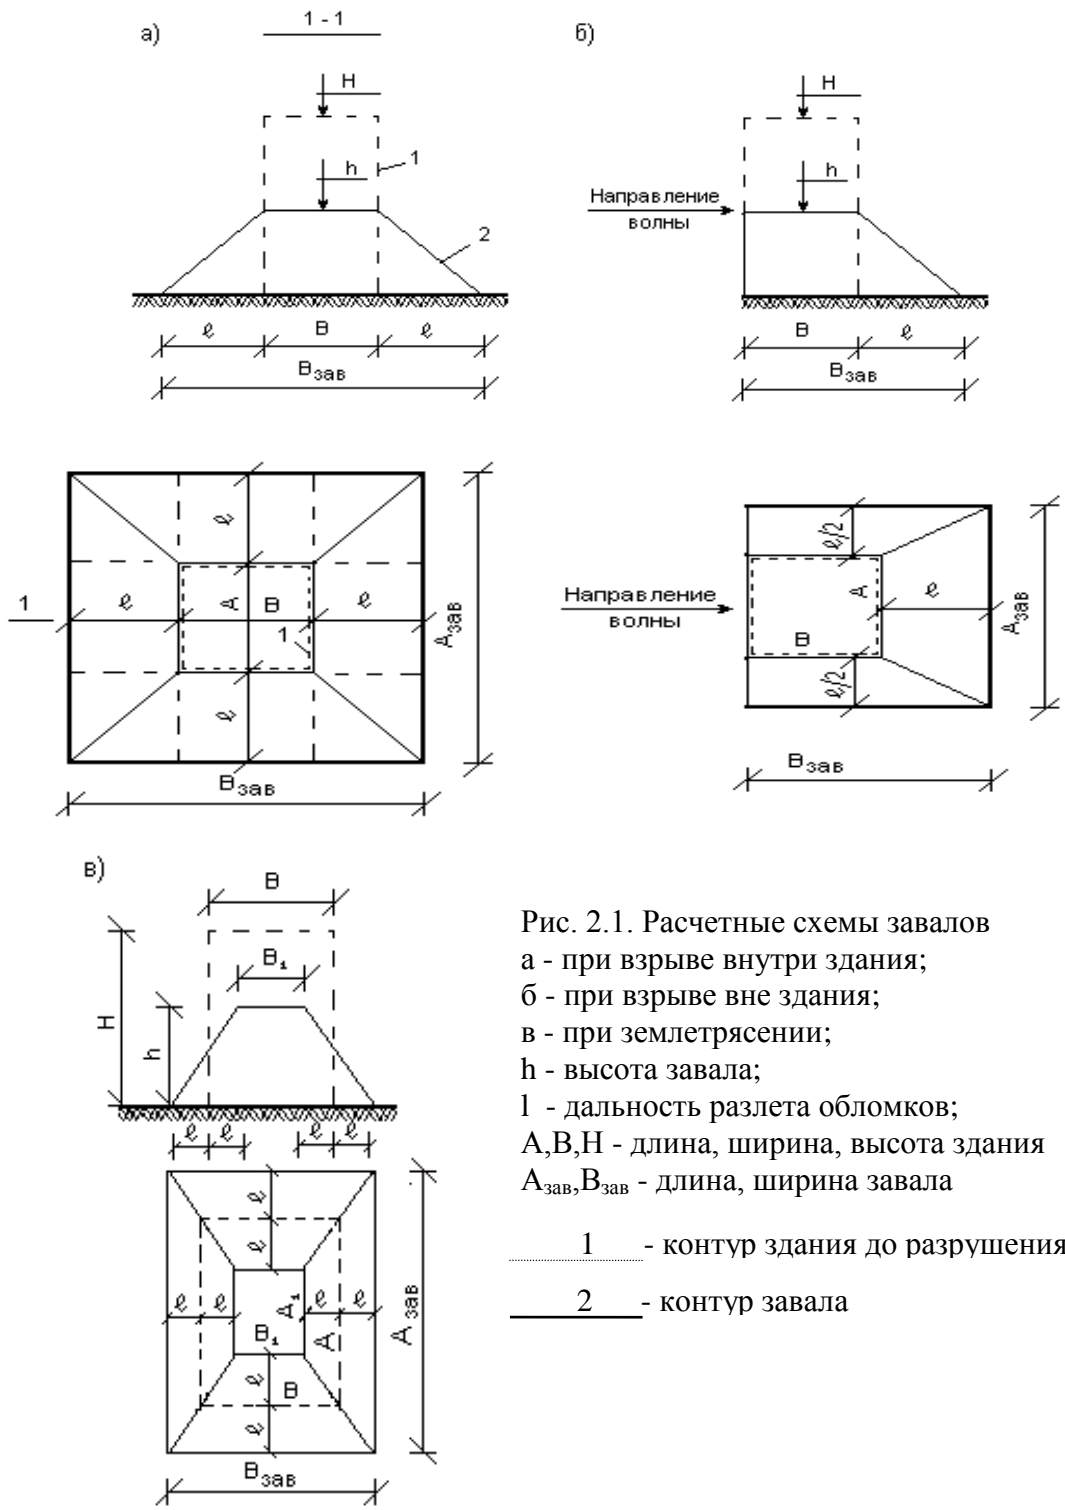 а)
1 - 1
H
h
1
2
ℓ
B
ℓ
Bзав
б)
H
h
Направление
волны
B
ℓ
Bзав
ℓ
1
ℓ
A
B
ℓ
1
ℓ
Aзав
Bзав
ℓ/2
Направление
волны
A
ℓ
B
ℓ/2
Aзав
Bзав
в)
B
B₁
H
h
ℓ
ℓ
ℓ
ℓ
ℓ
ℓ
ℓ
ℓ
A₁
ℓ
A
ℓ
B₁
ℓ
B
ℓ
Aзав
Bзав
Рис. 2.1. Расчетные схемы завалов
а - при взрыве внутри здания;
б - при взрыве вне здания;
в - при землетрясении;
h - высота завала;
l - дальность разлета обломков;
А,В,Н - длина, ширина, высота здания
Азав,Взав - длина, ширина завала
1 - контур здания до разрушения
2 - контур завала